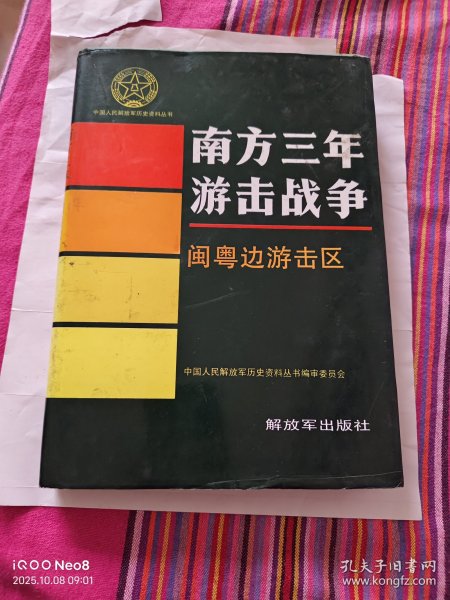 中国人民解放军历史资料丛书
南方三年
游击战争
闽粤边游击区
中国人民解放军历史资料丛书编审委员会
解放军出版社
iQOO Neo8
2025.10.08 09:01
孔夫子旧书网
www.kongfz.com